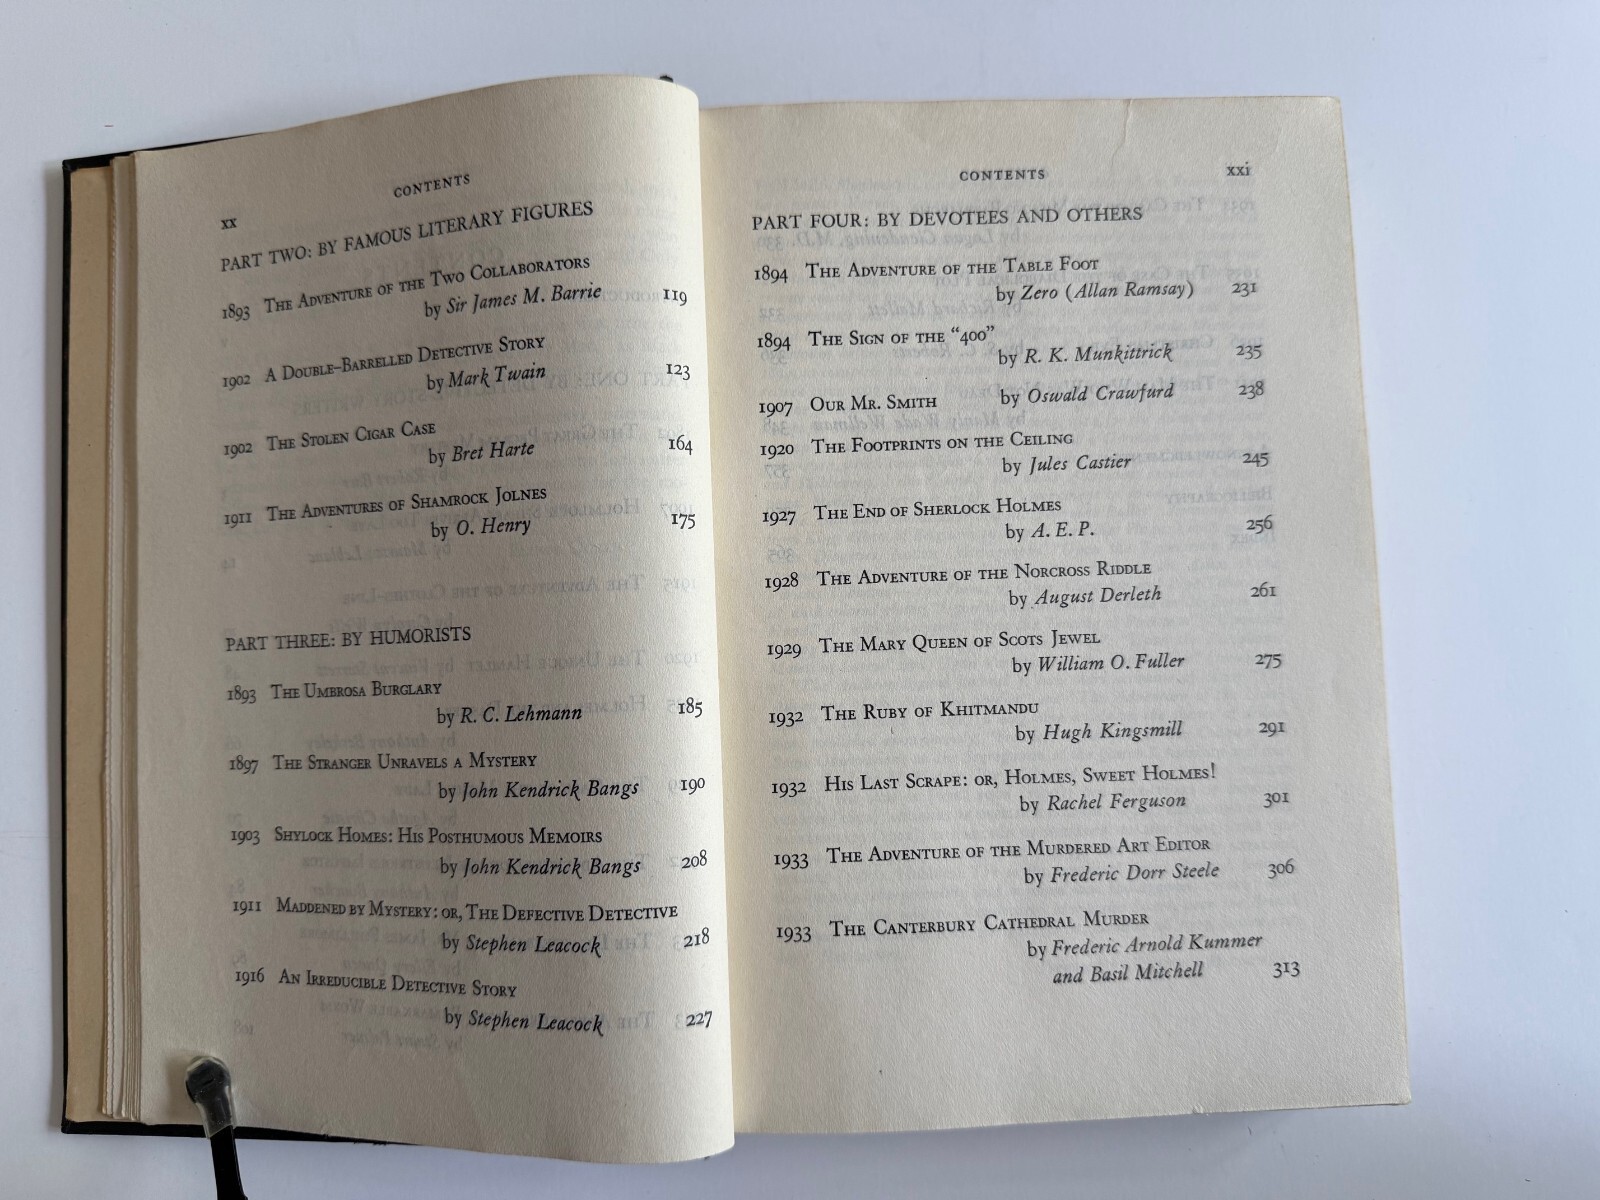 CONTENTS
xx
PART TWO: BY FAMOUS LITERARY FIGURES
1893 The Adventure of the Two Collaborators
by Sir James M. Barrie 119
1902 A Double-Barrelled Detective Story
by Mark Twain 123
1902 The Stolen Cigar Case
by Bret Harte 164
1911 The Adventures of Shamrock Jolnes
by O. Henry 175
PART THREE: BY HUMORISTS
1893 The Umbrosa Burglary
by R. C. Lehmann 185
1897 The Stranger Unravels a Mystery
by John Kendrick Bangs 190
1903 Shylock Homes: His Posthumous Memoirs
by John Kendrick Bangs 208
1911 Maddened by Mystery: or, The Defective Detective
by Stephen Leacock 218
1916 An Irreducible Detective Story
by Stephen Leacock 227
CONTENTS xxi
PART FOUR: BY DEVOTEES AND OTHERS
1894 The Adventure of the Table Foot
by Zero (Allan Ramsay) 231
1894 The Sign of the "400"
by R. K. Munkittrick 235
1907 Our Mr. Smith by Oswald Crawfurd 238
1920 The Footprints on the Ceiling
by Jules Castier 245
1927 The End of Sherlock Holmes
by A. E. P. 256
1928 The Adventure of the Norcross Riddle
by August Derleth 261
1929 The Mary Queen of Scots Jewel
by William O. Fuller 275
1932 The Ruby of Khitmandu
by Hugh Kingsmill 291
1932 His Last Scrape: or, Holmes, Sweet Holmes!
by Rachel Ferguson 301
1933 The Adventure of the Murdered Art Editor
by Frederic Dorr Steele 306
1933 The Canterbury Cathedral Murder
by Frederic Arnold Kummer
and Basil Mitchell 313